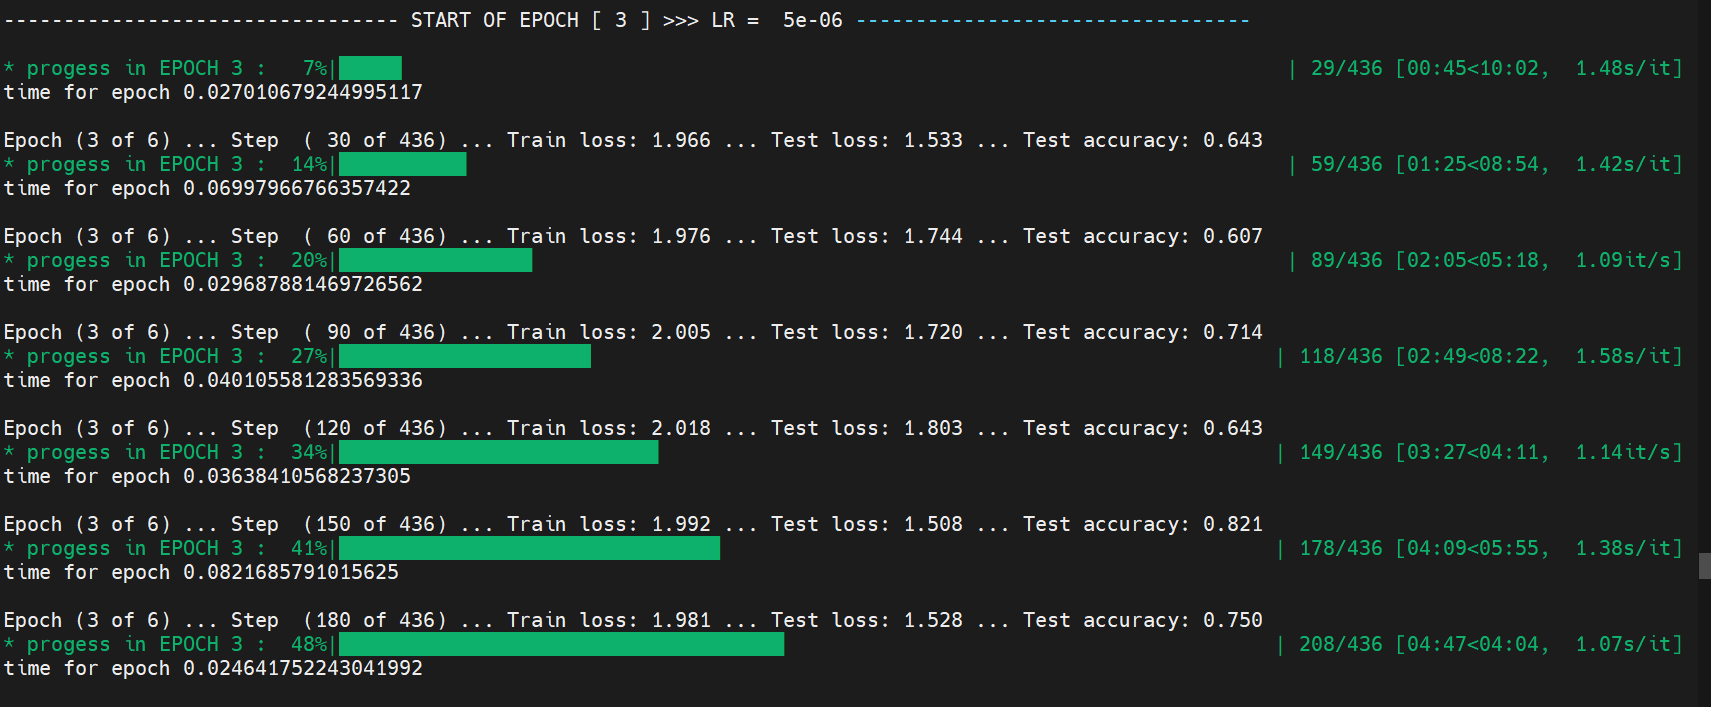 --------------------------------- START OF EPOCH [ 3 ] >>> LR =  5e-06 ---------------------------------
* progess in EPOCH 3 :   7%| | 29/436 [00:45<10:02,  1.48s/it]
time for epoch 0.027010679244995117
Epoch (3 of 6) ... Step  ( 30 of 436) ... Train loss: 1.966 ... Test loss: 1.533 ... Test accuracy: 0.643
* progess in EPOCH 3 :  14%| | 59/436 [01:25<08:54,  1.42s/it]
time for epoch 0.06997966766357422
Epoch (3 of 6) ... Step  ( 60 of 436) ... Train loss: 1.976 ... Test loss: 1.744 ... Test accuracy: 0.607
* progess in EPOCH 3 :  20%| | 89/436 [02:05<05:18,  1.09it/s]
time for epoch 0.029687881469726562
Epoch (3 of 6) ... Step  ( 90 of 436) ... Train loss: 2.005 ... Test loss: 1.720 ... Test accuracy: 0.714
* progess in EPOCH 3 :  27%| | 118/436 [02:49<08:22,  1.58s/it]
time for epoch 0.040105581283569336
Epoch (3 of 6) ... Step  (120 of 436) ... Train loss: 2.018 ... Test loss: 1.803 ... Test accuracy: 0.643
* progess in EPOCH 3 :  34%| | 149/436 [03:27<04:11,  1.14it/s]
time for epoch 0.03638410568237305
Epoch (3 of 6) ... Step  (150 of 436) ... Train loss: 1.992 ... Test loss: 1.508 ... Test accuracy: 0.821
* progess in EPOCH 3 :  41%| | 178/436 [04:09<05:55,  1.38s/it]
time for epoch 0.0821685791015625
Epoch (3 of 6) ... Step  (180 of 436) ... Train loss: 1.981 ... Test loss: 1.528 ... Test accuracy: 0.750
* progess in EPOCH 3 :  48%| | 208/436 [04:47<04:04,  1.07s/it]
time for epoch 0.024641752243041992